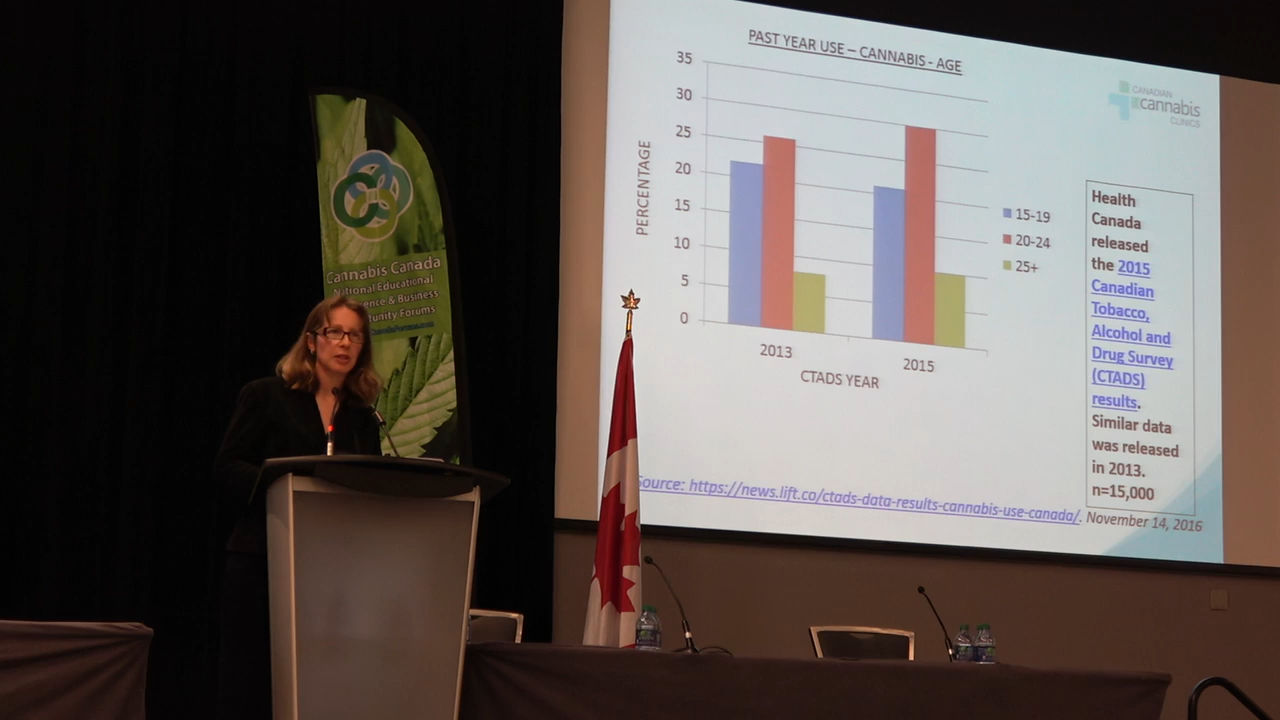 Cannabis Canada
National Educational
ence & Business
tunity Forums
PAST YEAR USE – CANNABIS - AGE
35
30
25
20
15
10
5
0
PERCENTAGE
2013
2015
CTADS YEAR
15-19
20-24
25+
CANADIAN
cannabis
CLINICS
Health
Canada
released
the 2015
Canadian
Tobacco,
Alcohol and
Drug Survey
(CTADS)
results.
Similar data
was released
in 2013.
n=15,000
Source: https://news.lift.co/ctads-data-results-cannabis-use-canada/. November 14, 2016